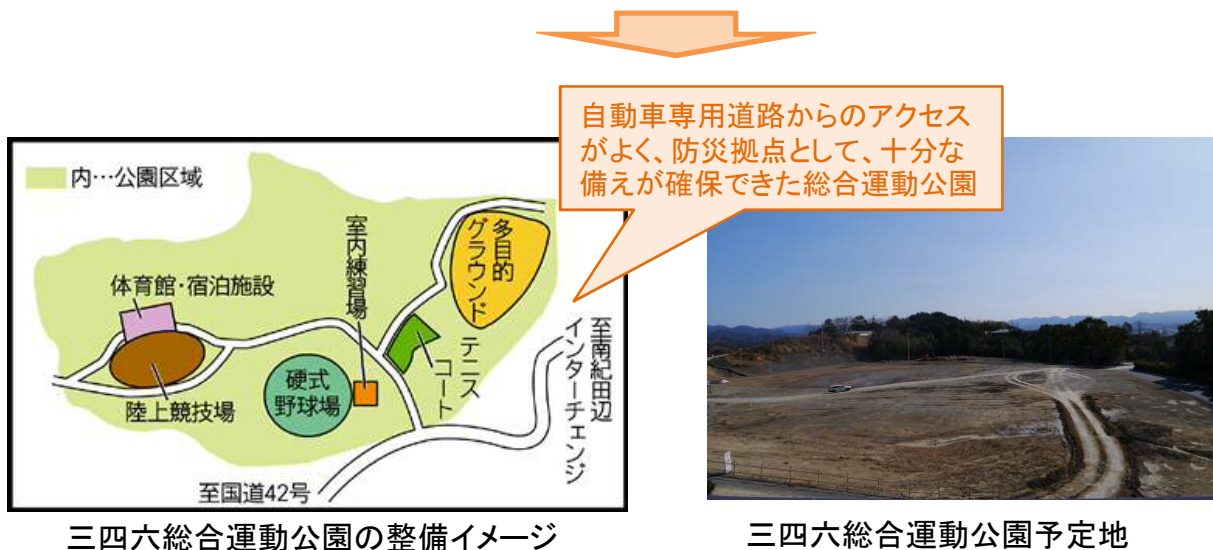 自動車専用道路からのアクセス
がよく、防災拠点として、十分な
備えが確保できた総合運動公園
内…公園区域
体育館・宿泊施設
室内練習場
多目的
グラウンド
テニス
コート
硬式
野球場
陸上競技場
至南紀田辺
インターチェンジ
至国道42号
三四六総合運動公園の整備イメージ
三四六総合運動公園予定地